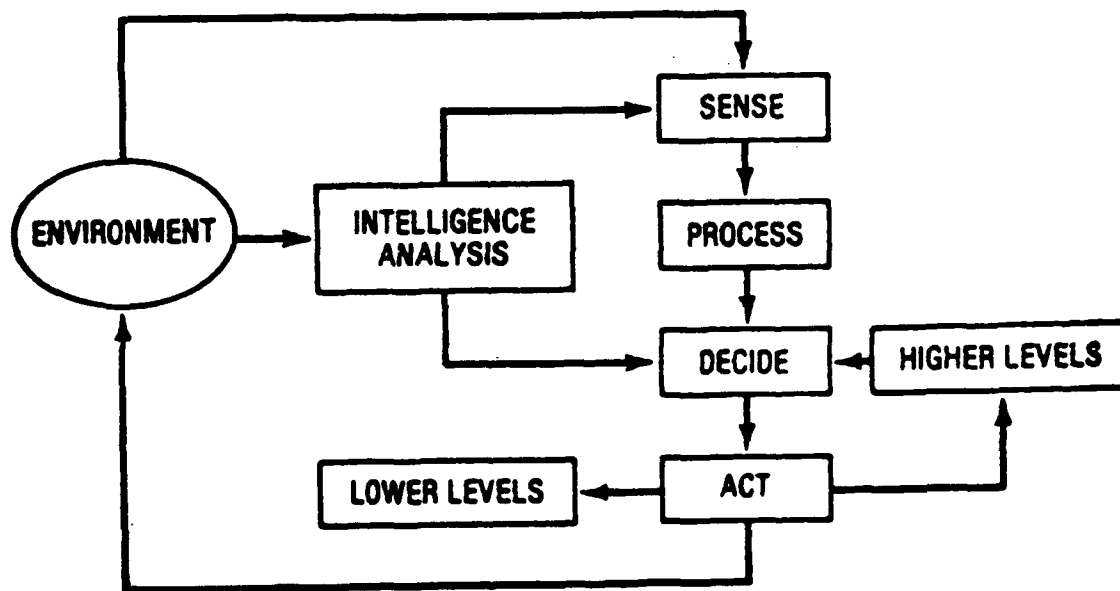 SENSE
ENVIRONMENT
INTELLIGENCE
ANALYSIS
PROCESS
DECIDE
HIGHER LEVELS
LOWER LEVELS
ACT